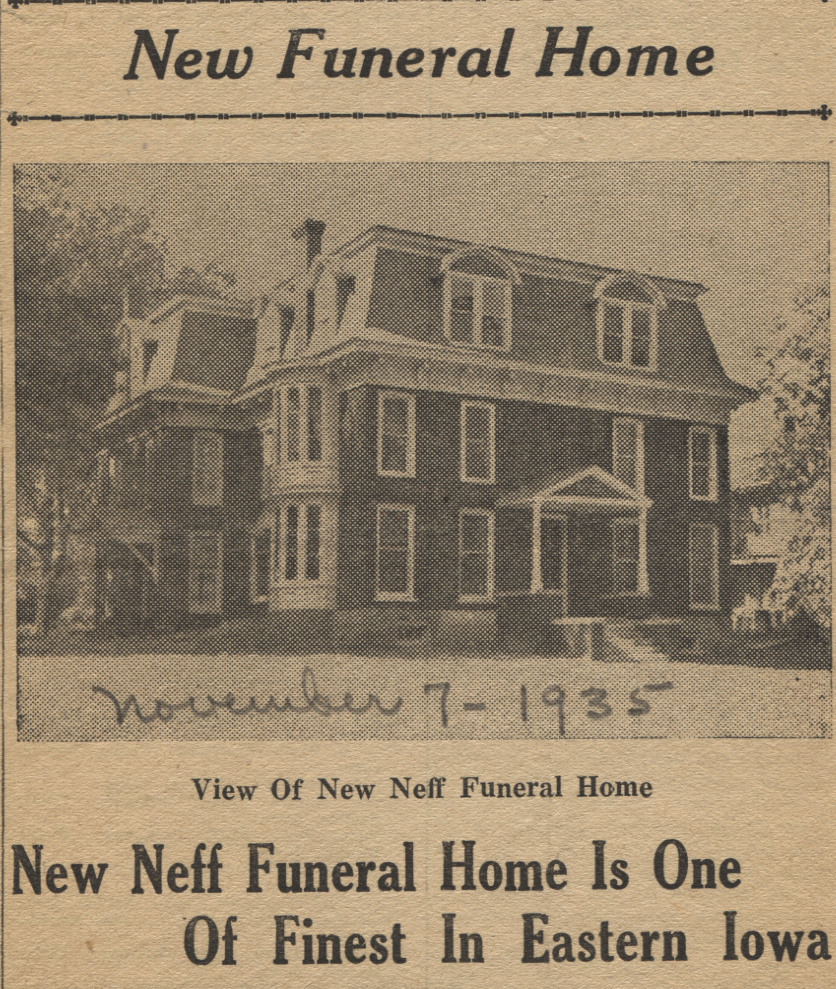 New Funeral Home
November 7-1935
View Of New Neff Funeral Home
New Neff Funeral Home Is One
Of Finest In Eastern Iowa